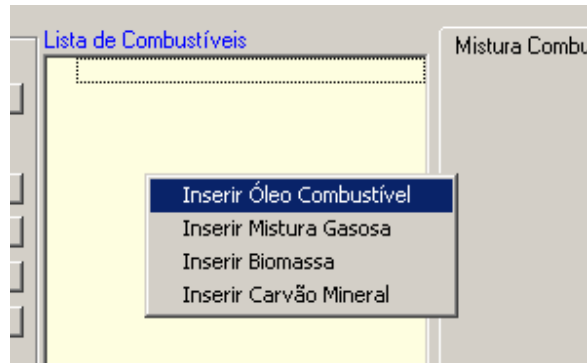 Lista de Combustíveis
Mistura Combu
Inserir Óleo Combustível
Inserir Mistura Gasosa
Inserir Biomassa
Inserir Carvão Mineral